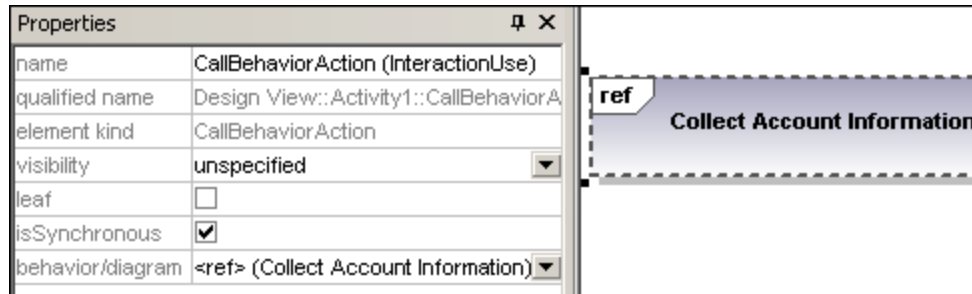 Properties
name CallBehaviorAction (InteractionUse)
qualified name Design View::Activity1::CallBehaviorA
element kind CallBehaviorAction
visibility unspecified
leaf
isSynchronous
behavior/diagram <ref> (Collect Account Information)
ref
Collect Account Information